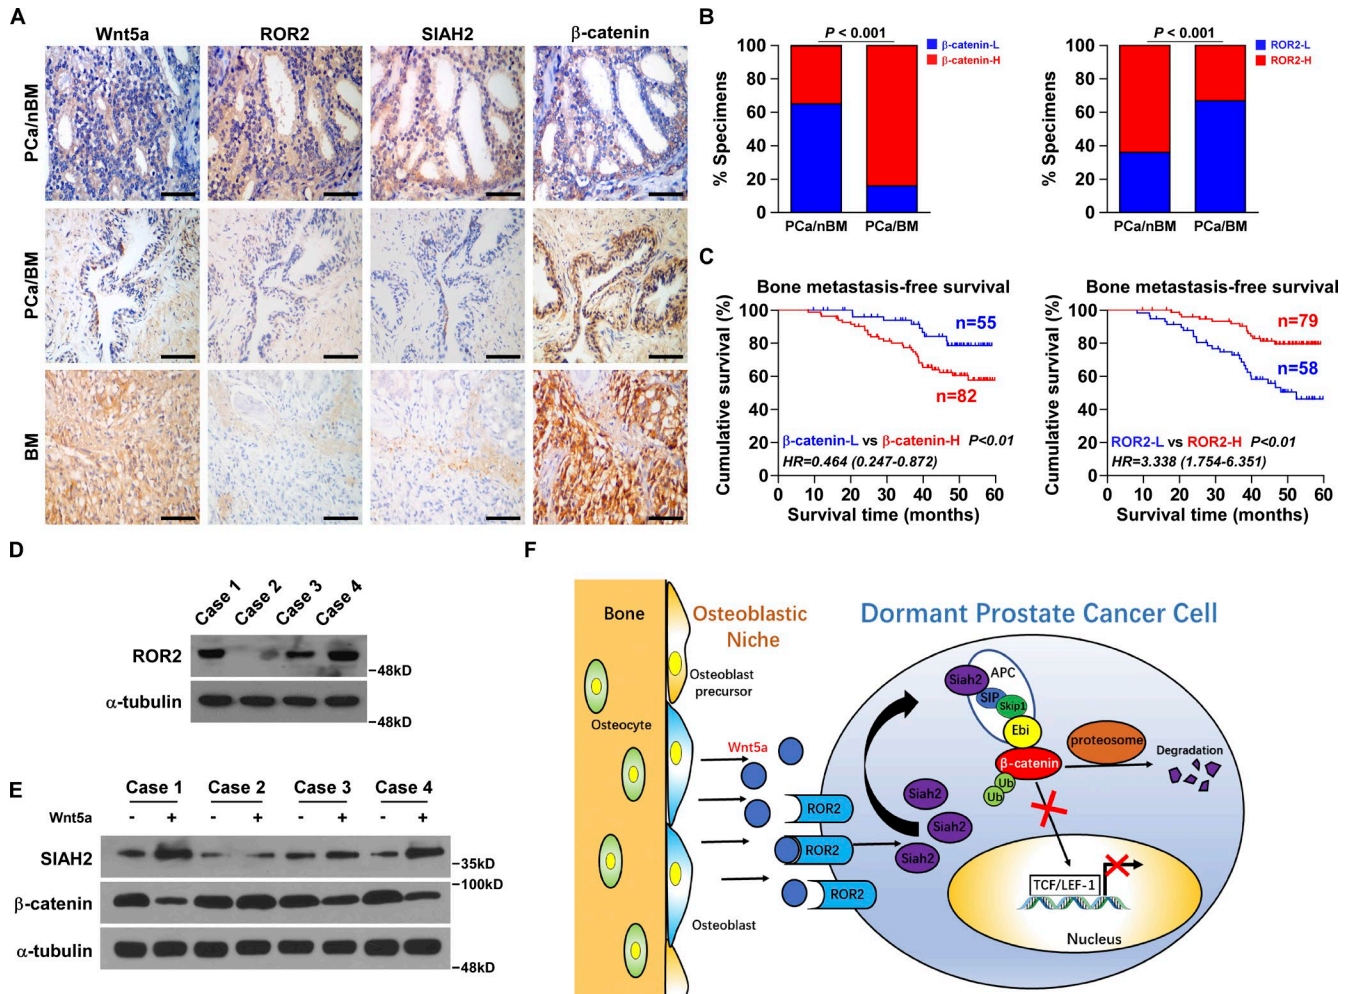 A
Wnt5a
ROR2
SIAH2
β-catenin
PCa/nBM
PCa/BM
BM
B
P < 0.001
β-catenin-L
β-catenin-H
% Specimens
100
80
60
40
20
0
PCa/nBM
PCa/BM
P < 0.001
ROR2-L
ROR2-H
% Specimens
100
80
60
40
20
0
PCa/nBM
PCa/BM
C
Bone metastasis-free survival
Cumulative survival (%)
100
80
60
40
20
0
n=55
n=82
β-catenin-L vs β-catenin-H P<0.01
HR=0.464 (0.247-0.872)
0 10 20 30 40 50 60
Survival time (months)
Bone metastasis-free survival
Cumulative survival (%)
100
80
60
40
20
0
n=79
n=58
ROR2-L vs ROR2-H P<0.01
HR=3.338 (1.754-6.351)
0 10 20 30 40 50 60
Survival time (months)
D
Case 1
Case 2
Case 3
Case 4
ROR2
48kD
α-tubulin
48kD
E
Case 1 Case 2 Case 3 Case 4
Wnt5a - + - + - + - +
SIAH2
35kD
100kD
β-catenin
α-tubulin
48kD
F
Bone
Osteoblastic
Niche
Dormant Prostate Cancer Cell
Osteoblast
precursor
Osteocyte
Wnt5a
ROR2
ROR2
ROR2
Osteoblast
Siah2
Siah2
Siah2
Siah2
APC
SIP
Skip1
Ebi
β-catenin
Ub
Ub
proteosome
Degradation
TCF/LEF-1
Nucleus